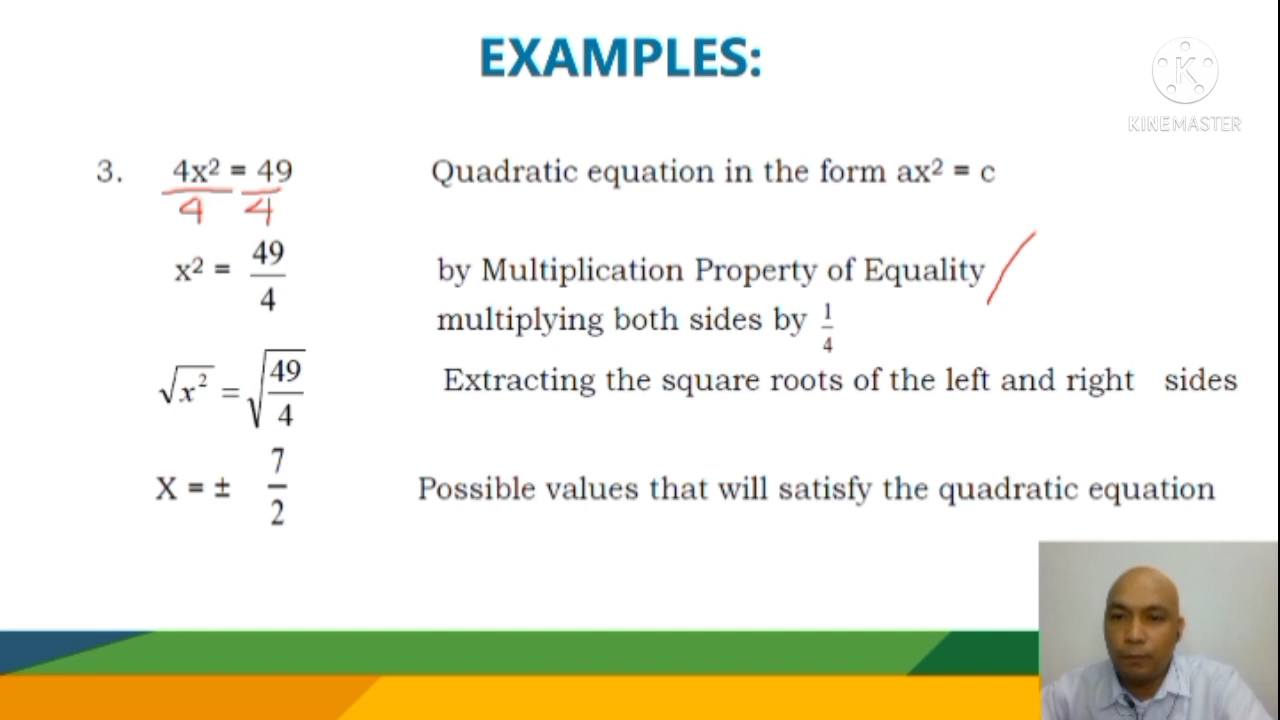 EXAMPLES:
K
KINEMASTER
3. 4x² = 49 Quadratic equation in the form ax² = c
4 4
x² = 49/4 by Multiplication Property of Equality
multiplying both sides by 1/4
√x² = √49/4 Extracting the square roots of the left and right sides
X = ± 7/2 Possible values that will satisfy the quadratic equation